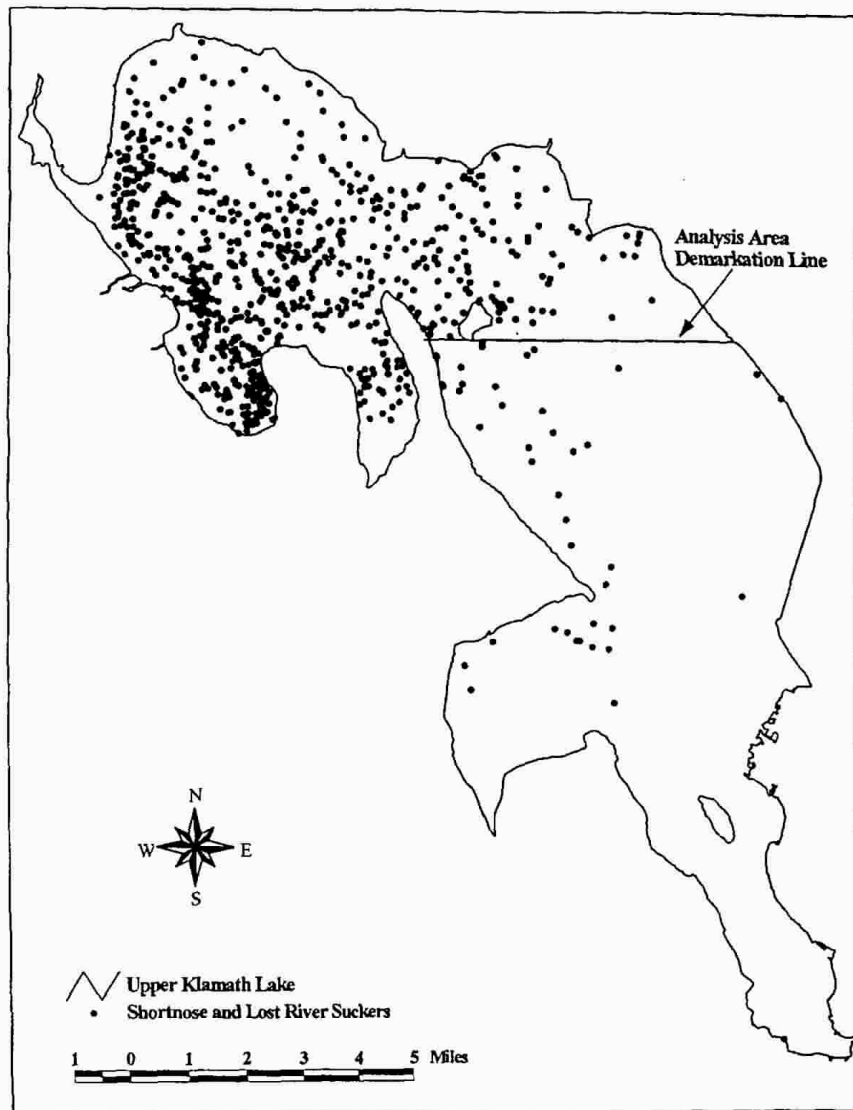 Analysis Area
Demarkation Line
N
W E
S
Upper Klamath Lake
Shortnose and Lost River Suckers
1 0 1 2 3 4 5 Miles